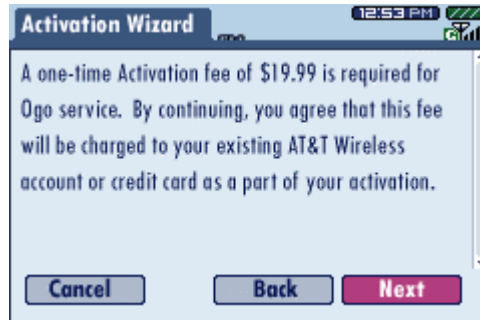 Activation Wizard
12:53 PM
A one-time Activation fee of $19.99 is required for
Ogo service. By continuing, you agree that this fee
will be charged to your existing AT&T Wireless
account or credit card as a part of your activation.
Cancel Back Next